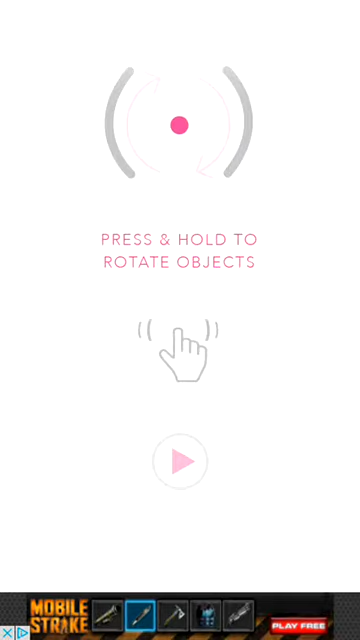 PRESS & HOLD TO
ROTATE OBJECTS
MOBILE
STRIKE
PLAY FREE